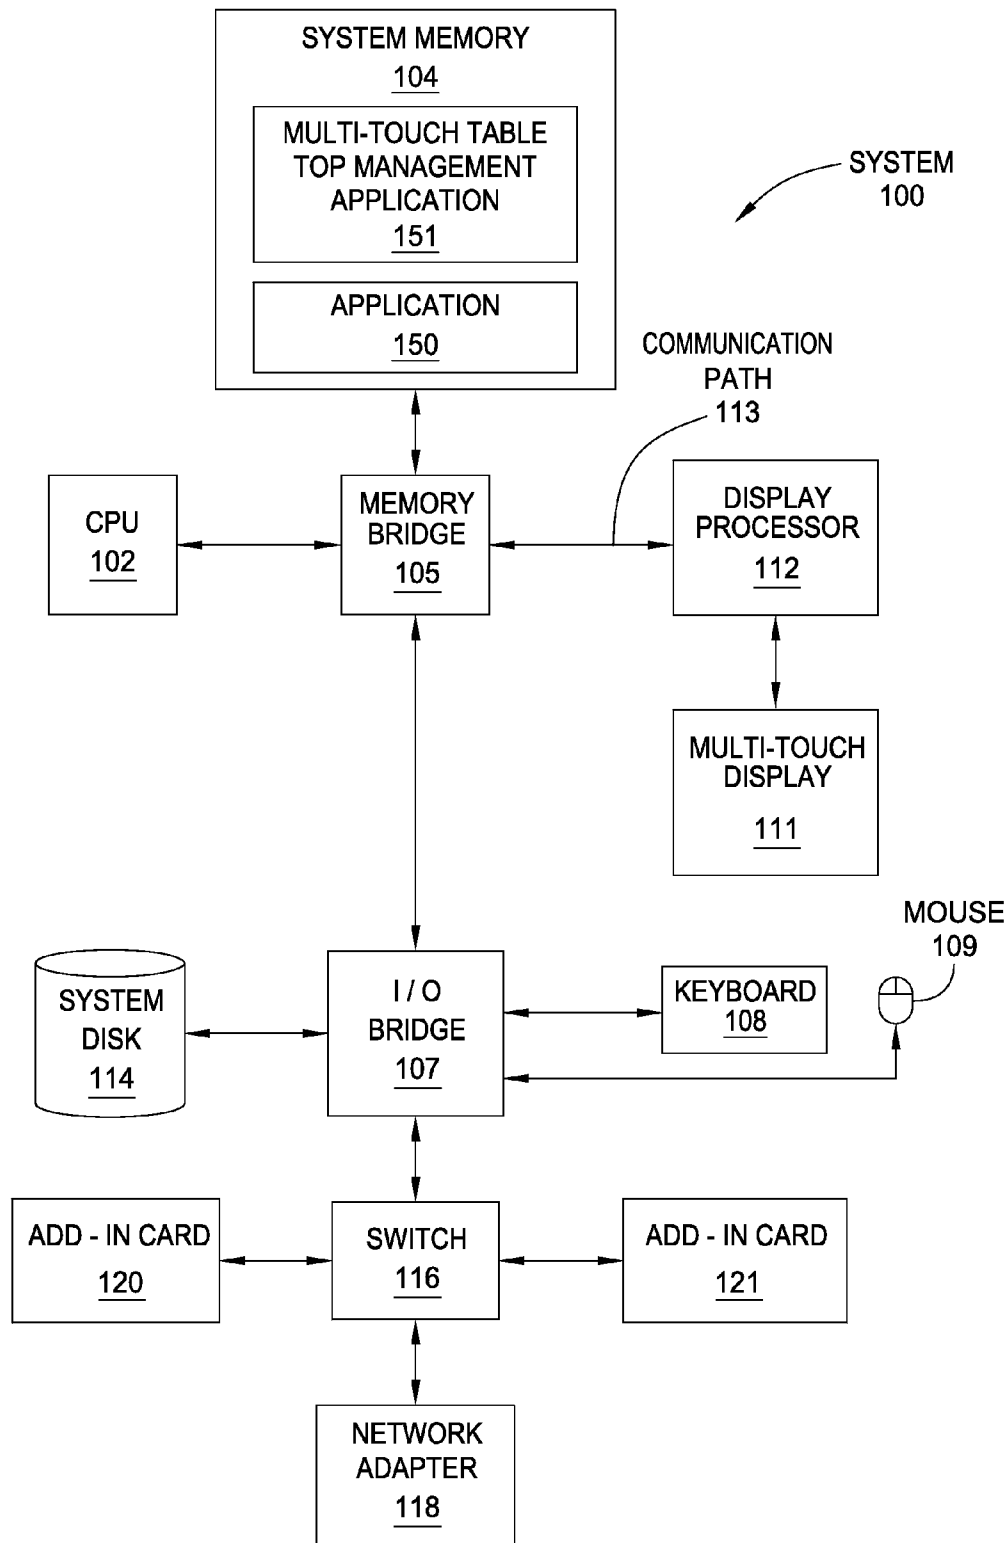 SYSTEM MEMORY
104
MULTI-TOUCH TABLE
TOP MANAGEMENT
APPLICATION
151
APPLICATION
150
SYSTEM
100
COMMUNICATION
PATH
113
CPU
102
MEMORY
BRIDGE
105
DISPLAY
PROCESSOR
112
MULTI-TOUCH
DISPLAY
111
MOUSE
109
SYSTEM
DISK
114
I / O
BRIDGE
107
KEYBOARD
108
ADD - IN CARD
120
SWITCH
116
ADD - IN CARD
121
NETWORK
ADAPTER
118